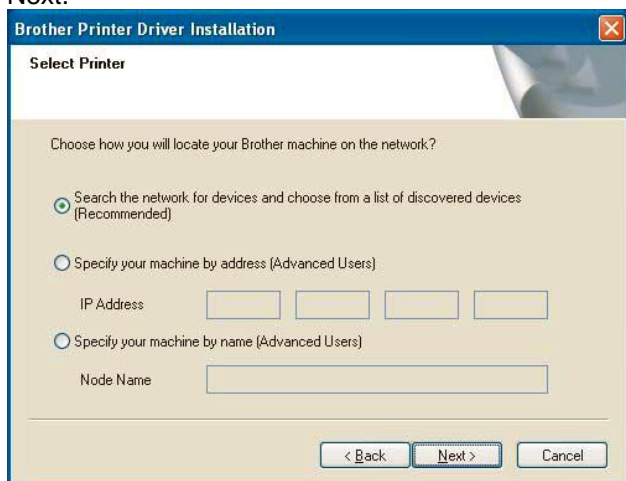 Next.
Brother Printer Driver Installation
Select Printer
Choose how you will locate your Brother machine on the network?
Search the network for devices and choose from a list of discovered devices
(Recommended)
Specify your machine by address (Advanced Users)
IP Address
Specify your machine by name (Advanced Users)
Node Name
< Back Next > Cancel